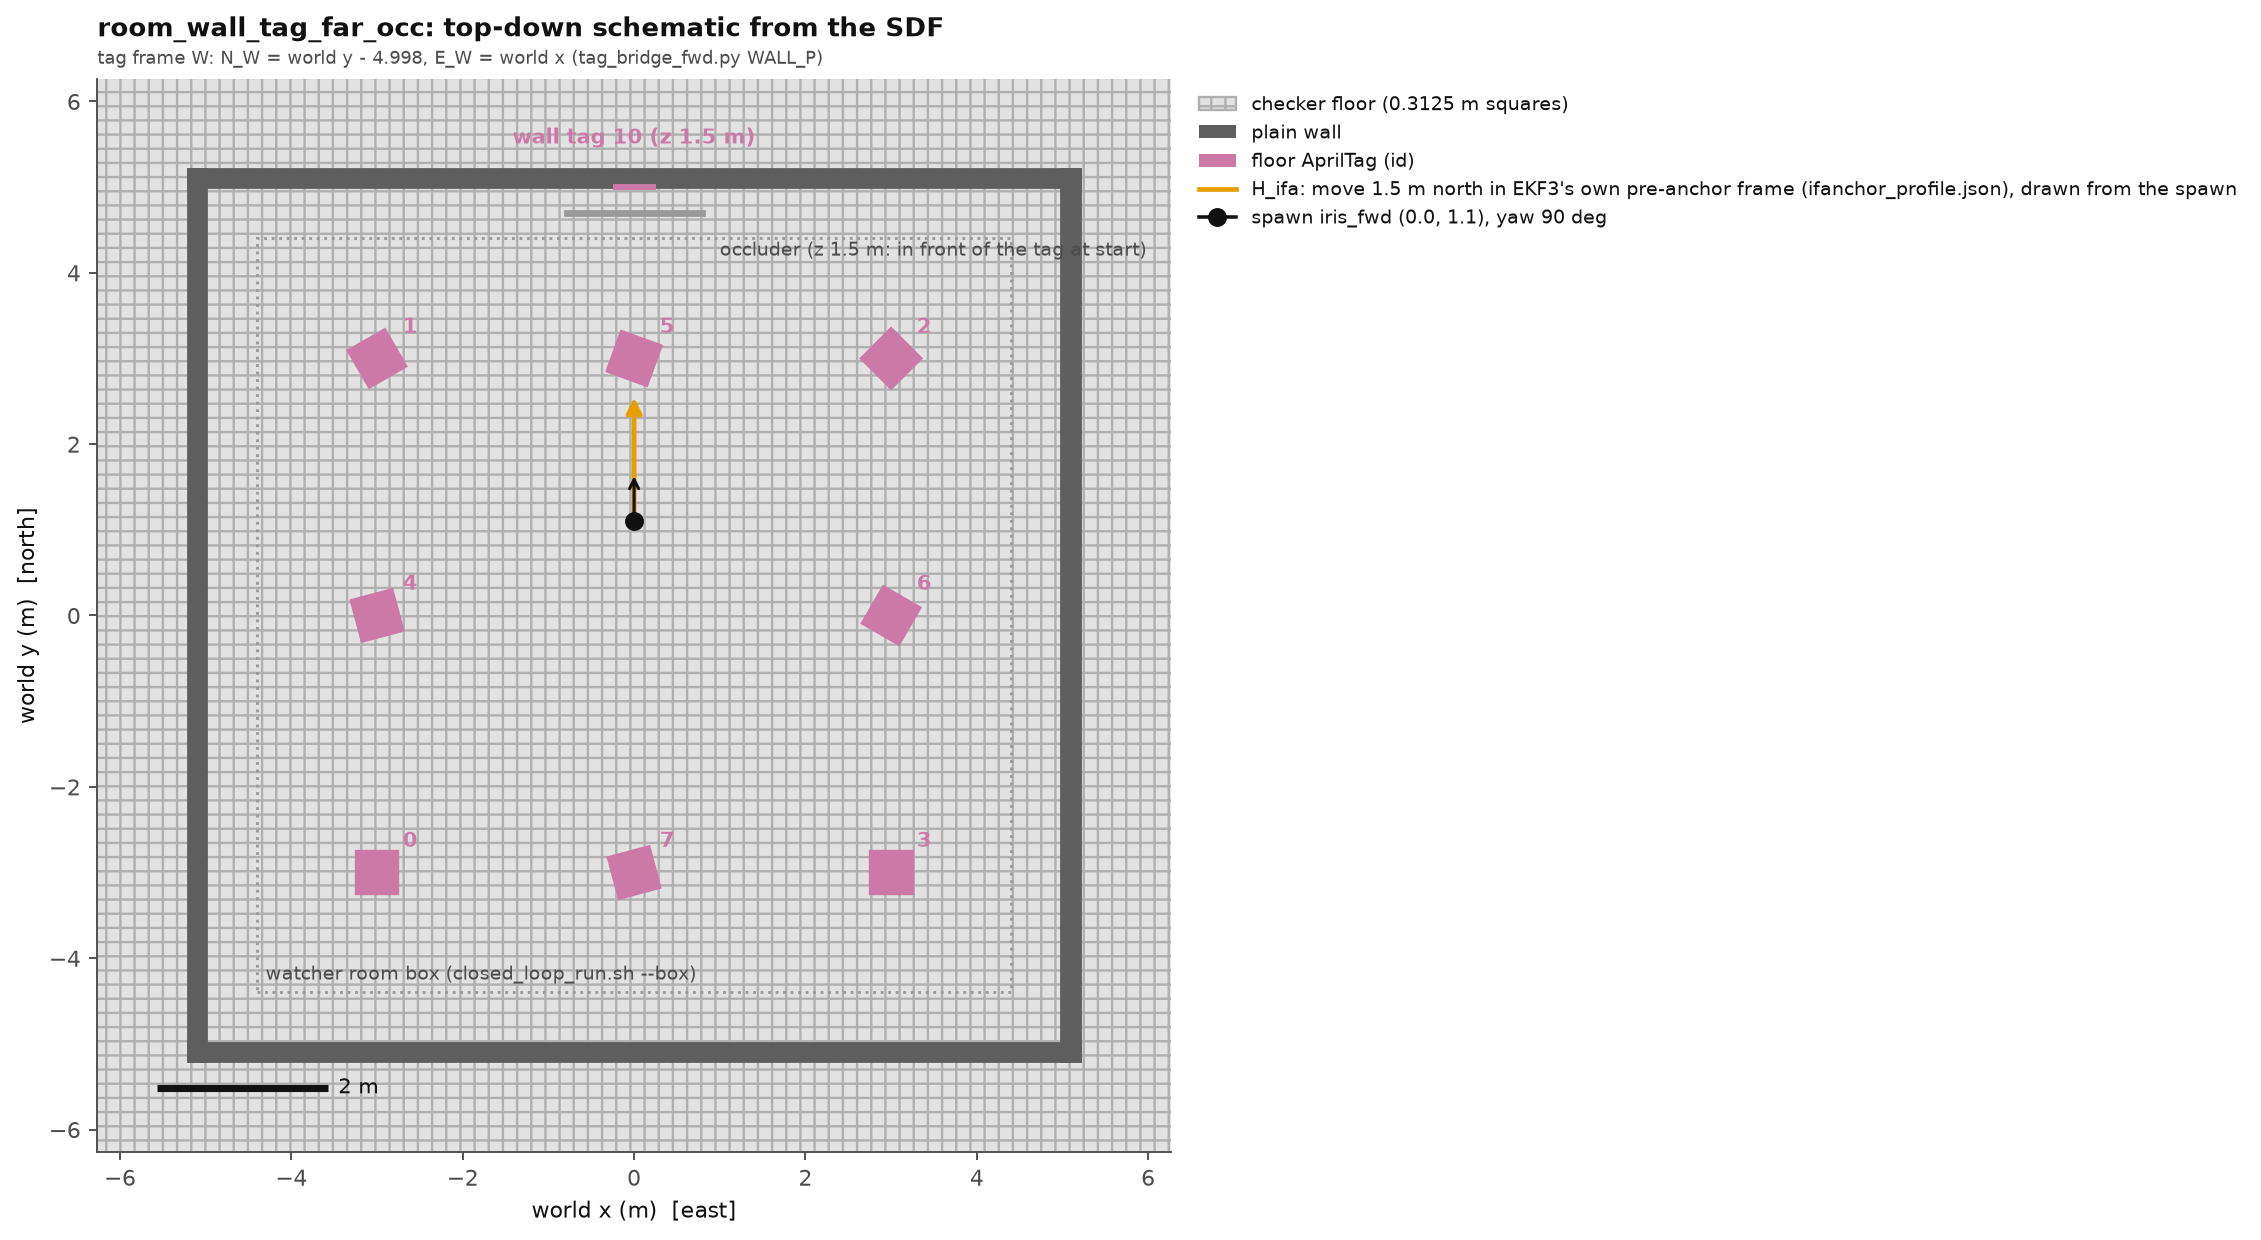 room_wall_tag_far_occ: top-down schematic from the SDF
tag frame W: N_W = world y - 4.998, E_W = world x (tag_bridge_fwd.py WALL_P)
checker floor (0.3125 m squares)
plain wall
floor AprilTag (id)
H_ifa: move 1.5 m north in EKF3's own pre-anchor frame (ifanchor_profile.json), drawn from the spawn
spawn iris_fwd (0.0, 1.1), yaw 90 deg
wall tag 10 (z 1.5 m)
occluder (z 1.5 m: in front of the tag at start)
1
5
2
4
6
0
7
3
watcher room box (closed_loop_run.sh --box)
2 m
6
4
2
0
−2
−4
−6
world y (m)  [north]
−6
−4
−2
0
2
4
6
world x (m)  [east]